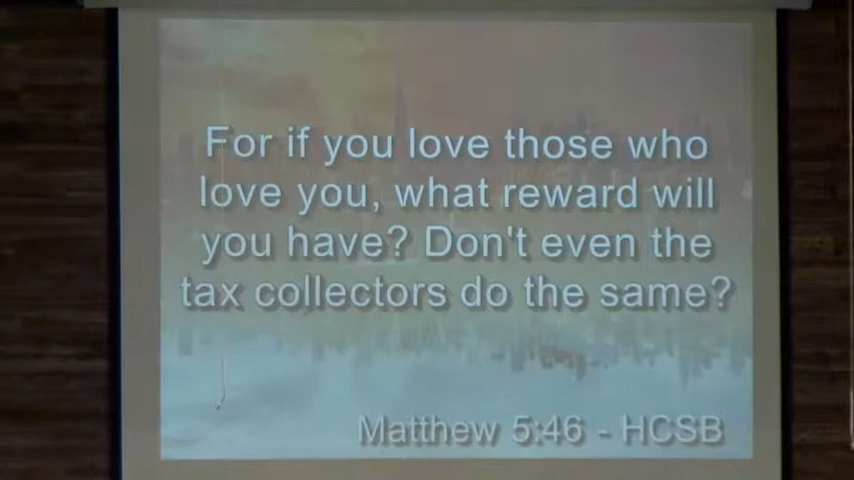 For if you love those who
love you, what reward will
you have? Don't even the
tax collectors do the same?
Matthew 5:46 - HCSB